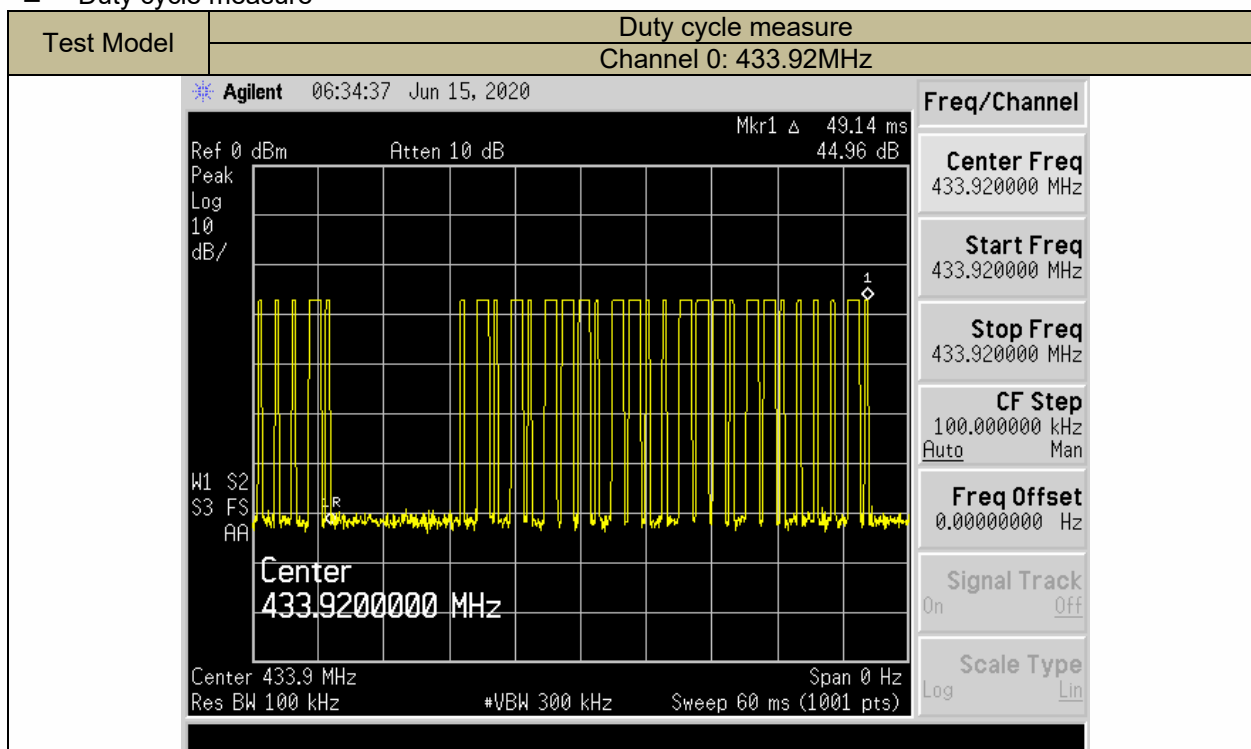 Duty cycle measure
Test Model
Duty cycle measure
Channel 0: 433.92MHz
Agilent 06:34:37 Jun 15, 2020
Mkr1 Δ 49.14 ms
Ref 0 dBm Atten 10 dB 44.96 dB
Peak
Log
10
dB/
1
W1 S2
S3 FS
AA
1R
Center
433.9200000 MHz
Center 433.9 MHz Span 0 Hz
Res BW 100 kHz #VBW 300 kHz Sweep 60 ms (1001 pts)
Freq/Channel
Center Freq
433.920000 MHz
Start Freq
433.920000 MHz
Stop Freq
433.920000 MHz
CF Step
100.000000 kHz
Auto Man
Freq Offset
0.00000000 Hz
Signal Track
On Off
Scale Type
Log Lin